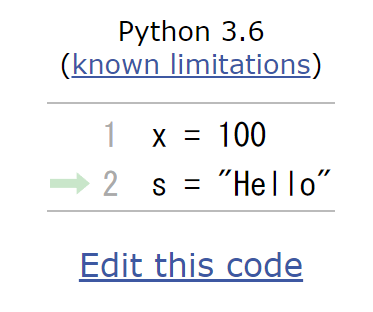 Python 3.6
(known limitations)
1 x = 100
2 s = "Hello"
Edit this code